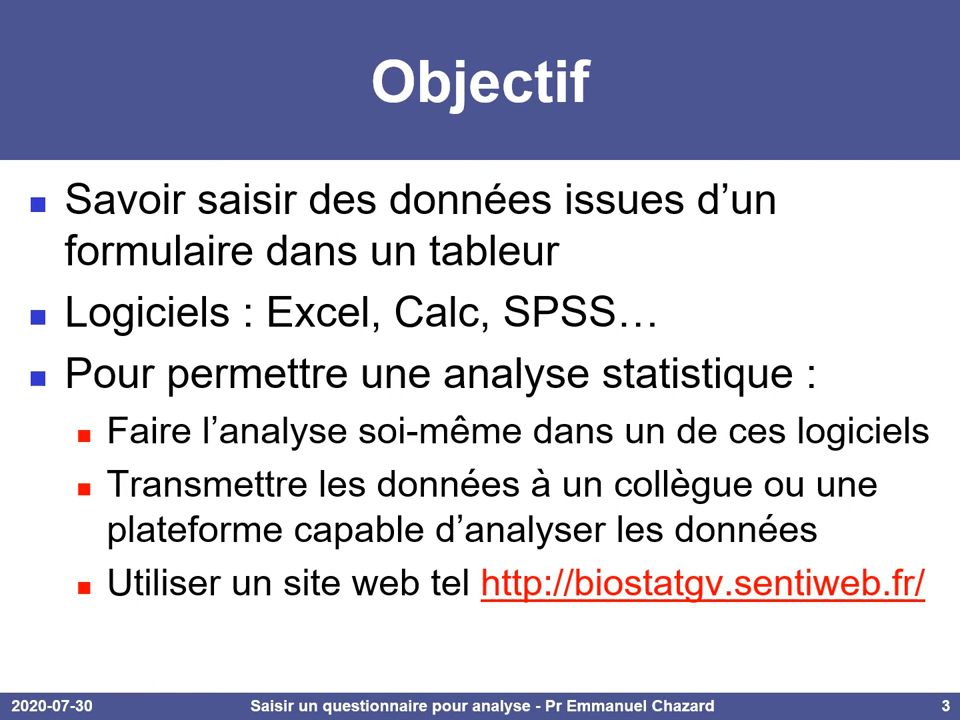 Objectif
Savoir saisir des données issues d’un
formulaire dans un tableur
Logiciels : Excel, Calc, SPSS…
Pour permettre une analyse statistique :
Faire l’analyse soi-même dans un de ces logiciels
Transmettre les données à un collègue ou une
plateforme capable d’analyser les données
Utiliser un site web tel http://biostatgv.sentiweb.fr/
2020-07-30 Saisir un questionnaire pour analyse - Pr Emmanuel Chazard 3